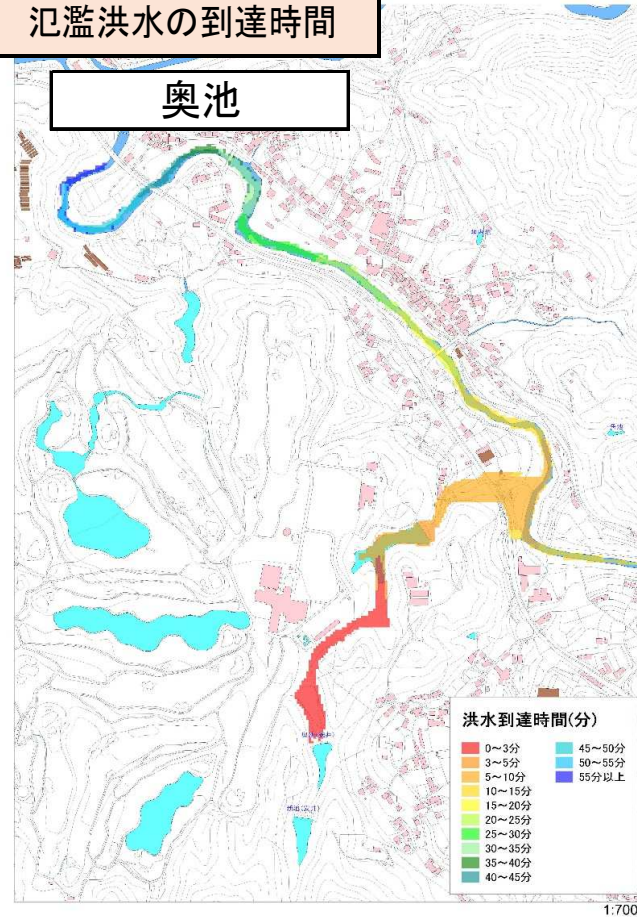 氾濫洪水の到達時間
奥池
洪水到達時間(分)
0～3分
3～5分
5～10分
10～15分
15～20分
20～25分
25～30分
30～35分
35～40分
40～45分
45～50分
50～55分
55分以上
1:700